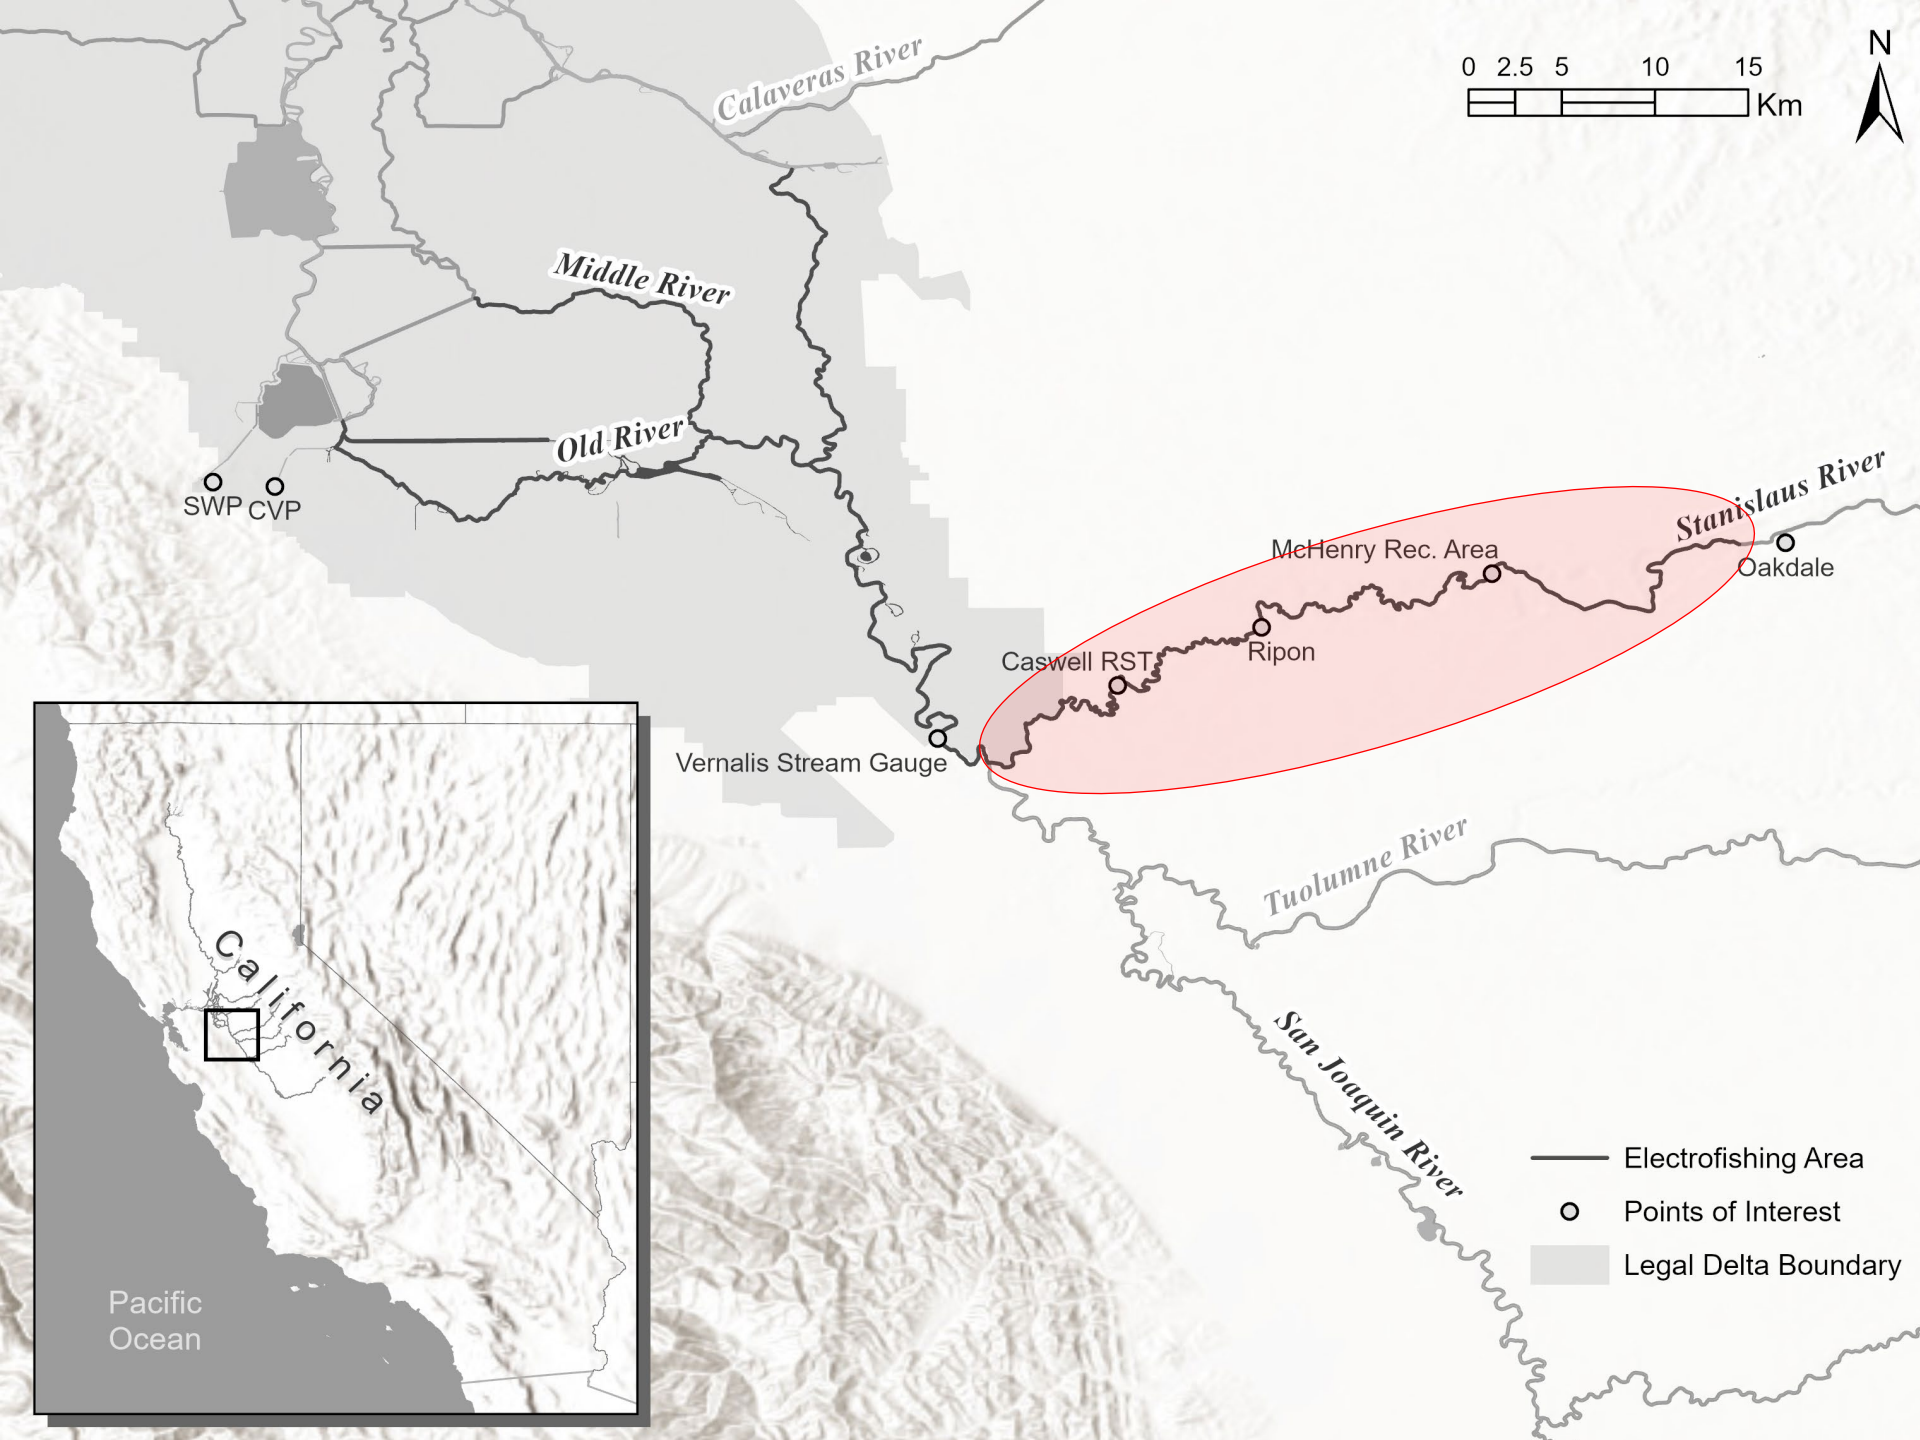 Calaveras River
0 2.5 5 10 15
Km
N
Middle River
Old River
SWP
CVP
Stanislaus River
McHenry Rec. Area
Oakdale
Ripon
Caswell RST
Vernalis Stream Gauge
Tuolumne River
San Joaquin River
California
Pacific
Ocean
Electrofishing Area
Points of Interest
Legal Delta Boundary